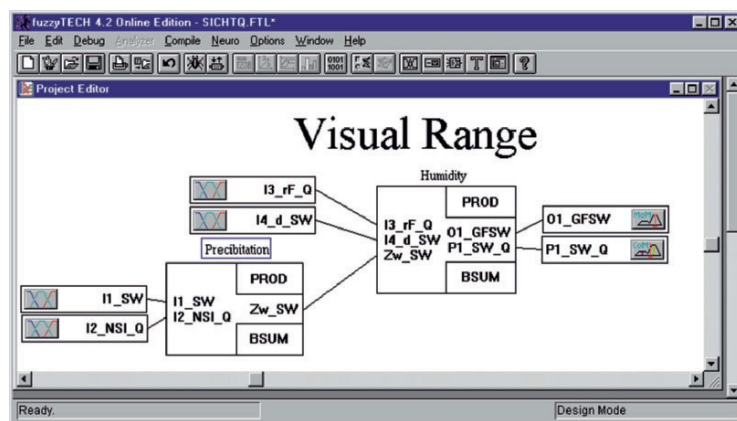 fuzzyTECH 4.2 Online Edition - SICHTQ.FTL*
File Edit Debug Analyzer Compile Neuro Options Window Help
0101
1001
Project Editor
Visual Range
Humidity
I3_rF_Q
I4_d_SW
PROD
I3_rF_Q
I4_d_SW
Zw_SW
O1_GFSW
P1_SW_Q
BSUM
O1_GFSW
P1_SW_Q
Precibitation
PROD
I1_SW
I2_NSI_Q
I1_SW
I2_NSI_Q
Zw_SW
BSUM
Ready.
Design Mode